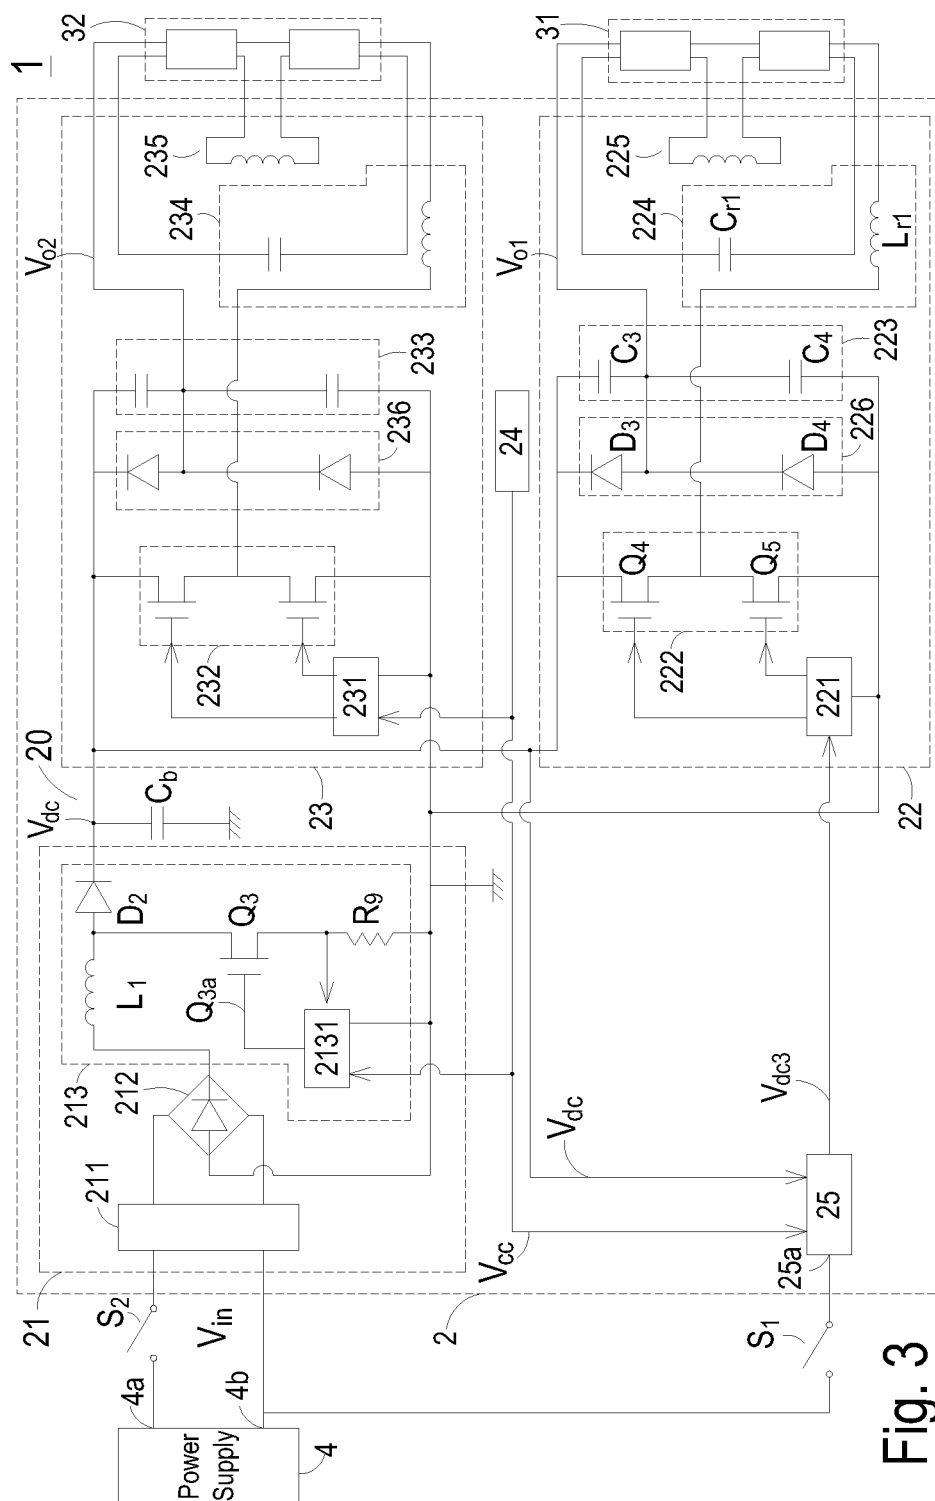 1
32
235
234
Vo2
233
236
232
231
23
20
Vdc
Cb
D2
L1
Q3
Q3a
R9
2131
213
212
211
21
S2
Vin
4a
4b
Power
Supply
4
24
2
Vcc
Vdc
25
25a
S1
Vdc3
31
225
224
Cr1
Lr1
Vo1
C3
C4
223
D3
D4
226
Q4
Q5
222
221
22
Fig. 3